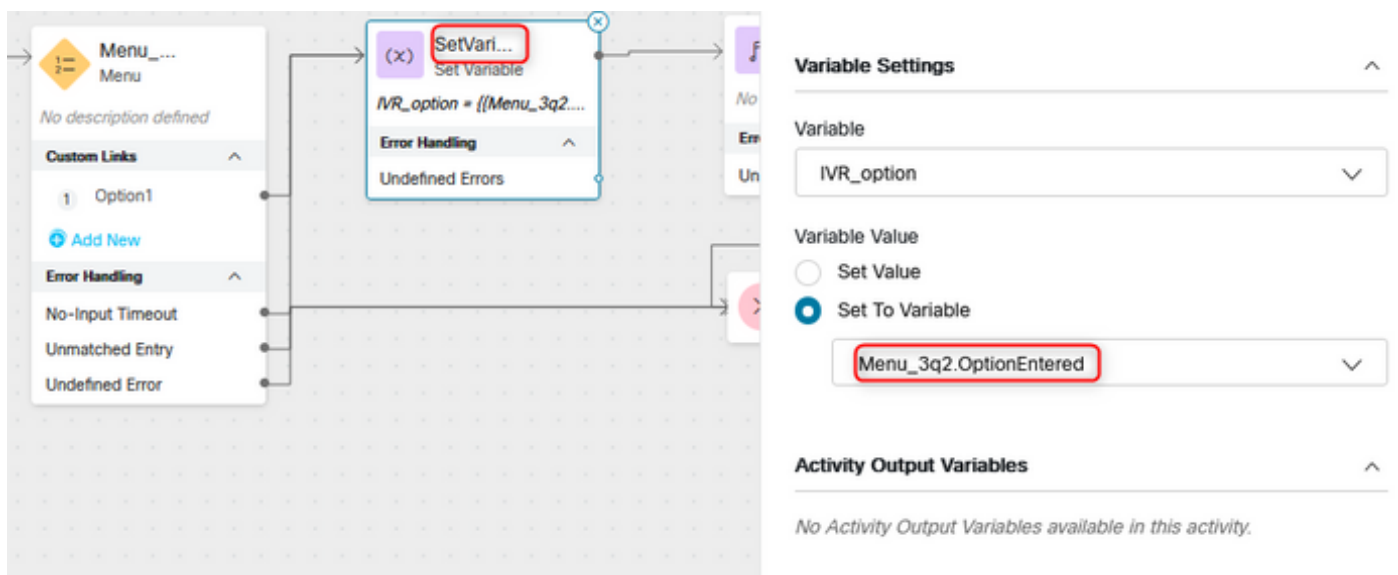 Menu_...
Menu
No description defined
Custom Links
1 Option1
Add New
Error Handling
No-Input Timeout
Unmatched Entry
Undefined Error
(x)
SetVari...
Set Variable
IVR_option = {{Menu_3q2....
Error Handling
Undefined Errors
No
Err
Un
Variable Settings
Variable
IVR_option
Variable Value
Set Value
Set To Variable
Menu_3q2.OptionEntered
Activity Output Variables
No Activity Output Variables available in this activity.